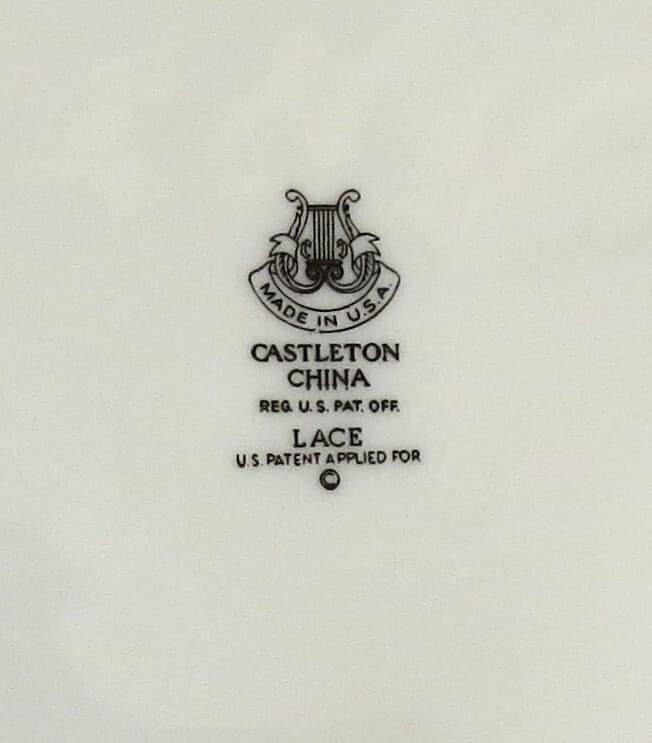 MADE IN U.S.A.
CASTLETON
CHINA
REG. U.S. PAT. OFF.
LACE
U.S. PATENT APPLIED FOR
©